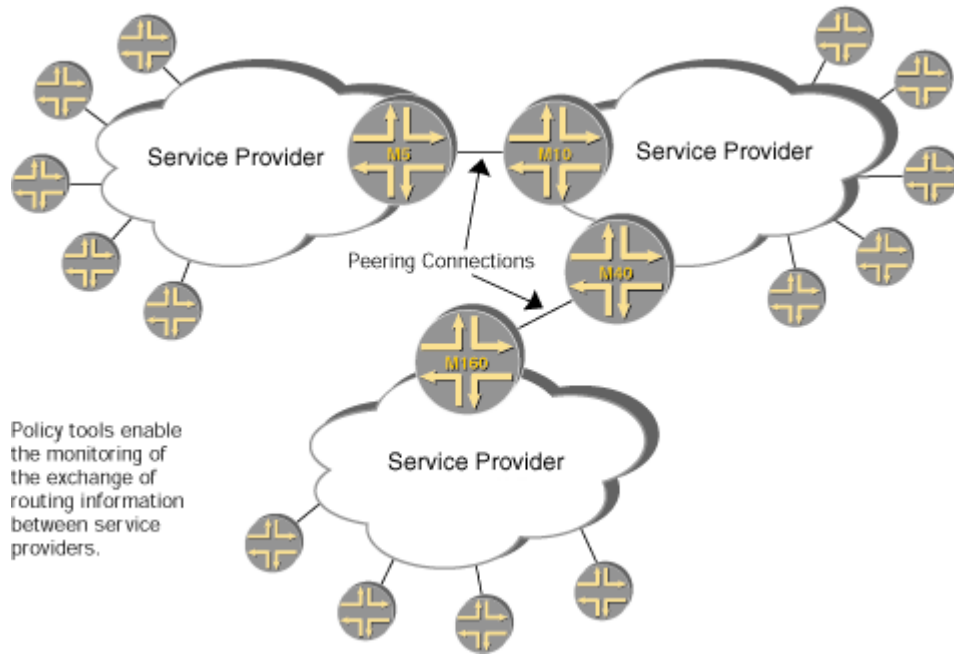 Service Provider
M5
M10
Service Provider
Peering Connections
M40
M160
Policy tools enable
the monitoring of
the exchange of
routing information
between service
providers.
Service Provider